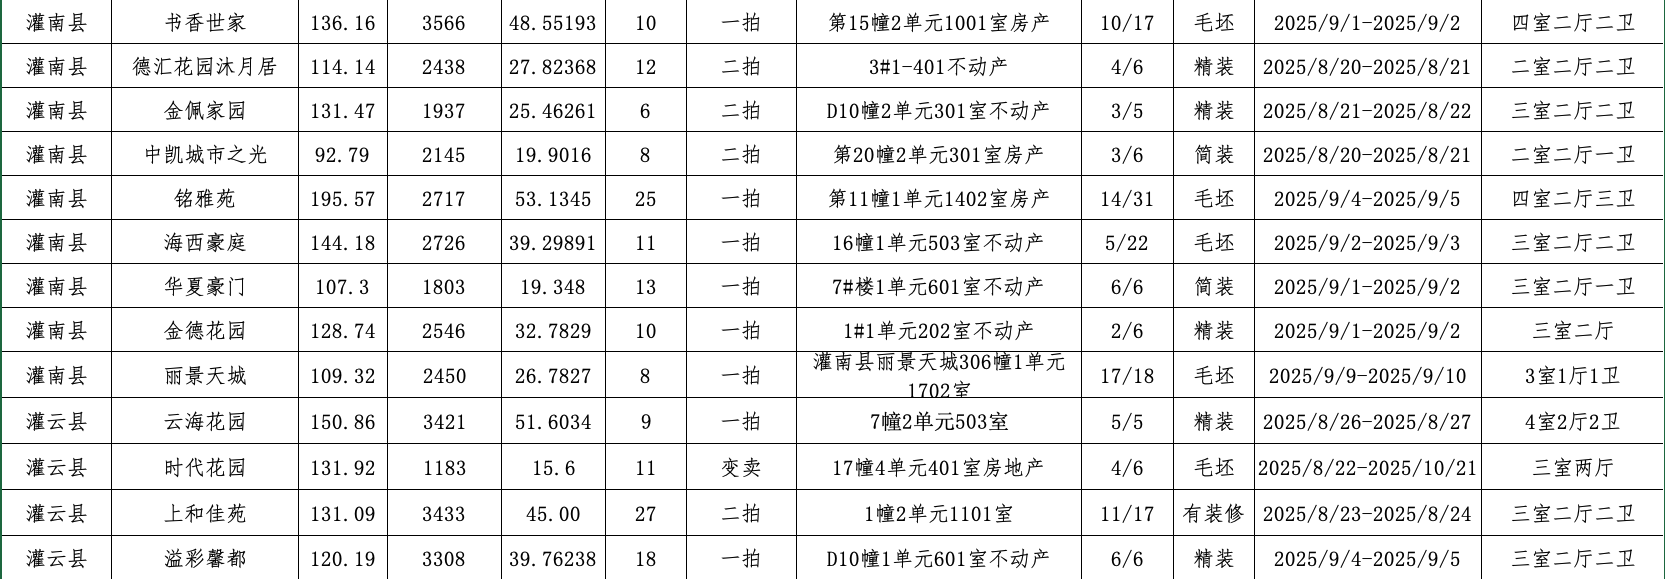 灌南县 书香世家 136.16 3566 48.55193 10 一拍 第15幢2单元1001室房产 10/17 毛坯 2025/9/1-2025/9/2 四室二厅二卫
灌南县 德汇花园沐月居 114.14 2438 27.82368 12 二拍 3#1-401不动产 4/6 精装 2025/8/20-2025/8/21 二室二厅二卫
灌南县 金佩家园 131.47 1937 25.46261 6 二拍 D10幢2单元301室不动产 3/5 精装 2025/8/21-2025/8/22 三室二厅二卫
灌南县 中凯城市之光 92.79 2145 19.9016 8 二拍 第20幢2单元301室房产 3/6 简装 2025/8/20-2025/8/21 二室二厅一卫
灌南县 铭雅苑 195.57 2717 53.1345 25 一拍 第11幢1单元1402室房产 14/31 毛坯 2025/9/4-2025/9/5 四室二厅三卫
灌南县 海西豪庭 144.18 2726 39.29891 11 一拍 16幢1单元503室不动产 5/22 毛坯 2025/9/2-2025/9/3 三室二厅二卫
灌南县 华夏豪门 107.3 1803 19.348 13 一拍 7#楼1单元601室不动产 6/6 简装 2025/9/1-2025/9/2 三室二厅一卫
灌南县 金德花园 128.74 2546 32.7829 10 一拍 1#1单元202室不动产 2/6 精装 2025/9/1-2025/9/2 三室二厅
灌南县 丽景天城 109.32 2450 26.7827 8 一拍 灌南县丽景天城306幢1单元
1702室 17/18 毛坯 2025/9/9-2025/9/10 3室1厅1卫
灌云县 云海花园 150.86 3421 51.6034 9 一拍 7幢2单元503室 5/5 精装 2025/8/26-2025/8/27 4室2厅2卫
灌云县 时代花园 131.92 1183 15.6 11 变卖 17幢4单元401室房地产 4/6 毛坯 2025/8/22-2025/10/21 三室两厅
灌云县 上和佳苑 131.09 3433 45.00 27 二拍 1幢2单元1101室 11/17 有装修 2025/8/23-2025/8/24 三室二厅二卫
灌云县 溢彩馨都 120.19 3308 39.76238 18 一拍 D10幢1单元601室不动产 6/6 精装 2025/9/4-2025/9/5 三室二厅二卫